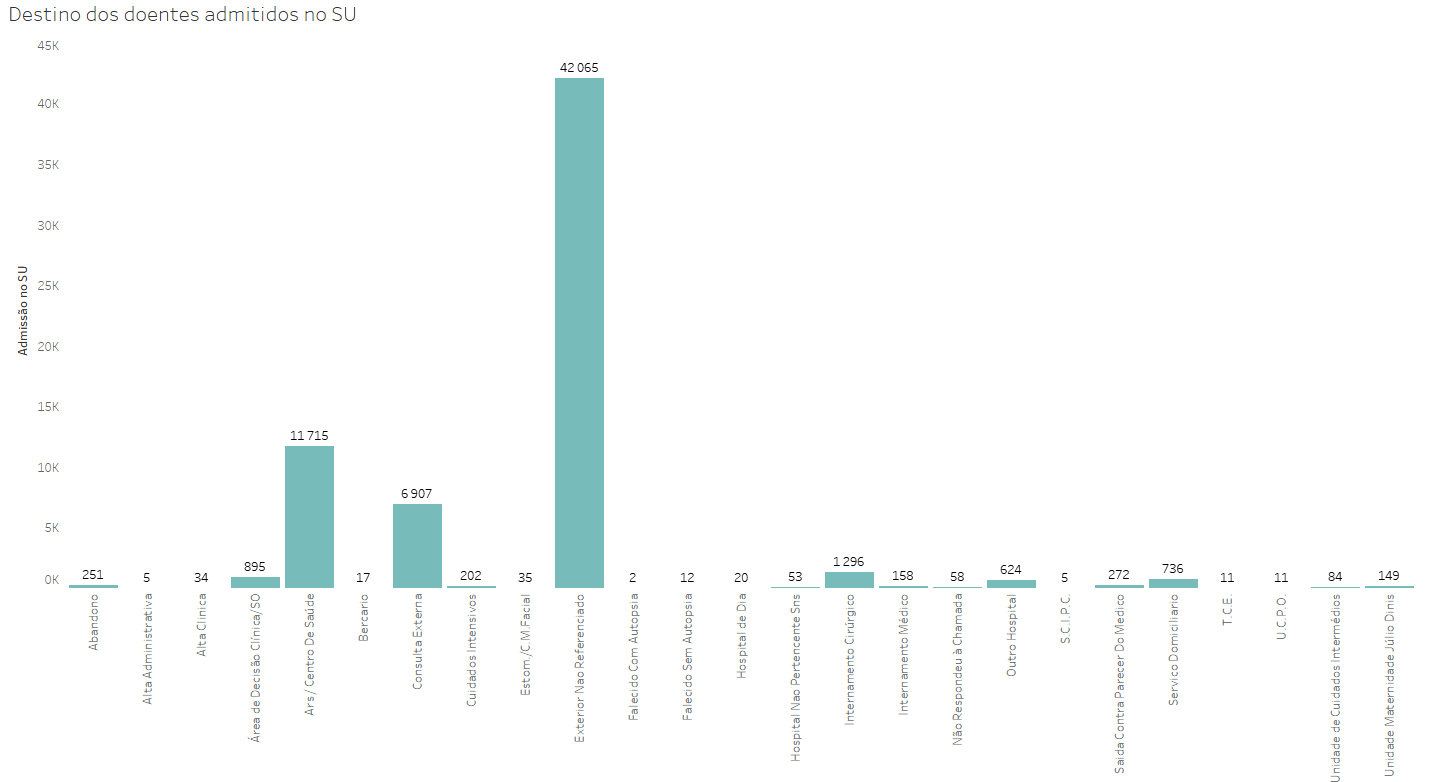 Destino dos doentes admitidos no SU
45K
40K
35K
30K
25K
20K
15K
10K
5K
0K
Admissão no SU
251
5
34
895
11 715
17
6 907
202
35
42 065
2
12
20
53
1 296
158
58
624
5
272
736
11
11
84
149
Abandono
Alta Administrativa
Alta Clinica
Área de Decisão Clínica/SO
Ars / Centro De Saúde
Bercario
Consulta Externa
Cuidados Intensivos
Estom./C.M.Facial
Exterior Nao Referenciado
Falecido Com Autopsia
Falecido Sem Autopsia
Hospital de Dia
Hospital Nao Pertencente Sns
Internamento Cirúrgico
Internamento Médico
Não Respondeu à Chamada
Outro Hospital
S.C.I.P.C.
Saida Contra Parecer Do Medico
Servico Domiciliario
T.C.E.
U.C.P.O.
Unidade de Cuidados Intermédios
Unidade Maternidade Júlio Dinis